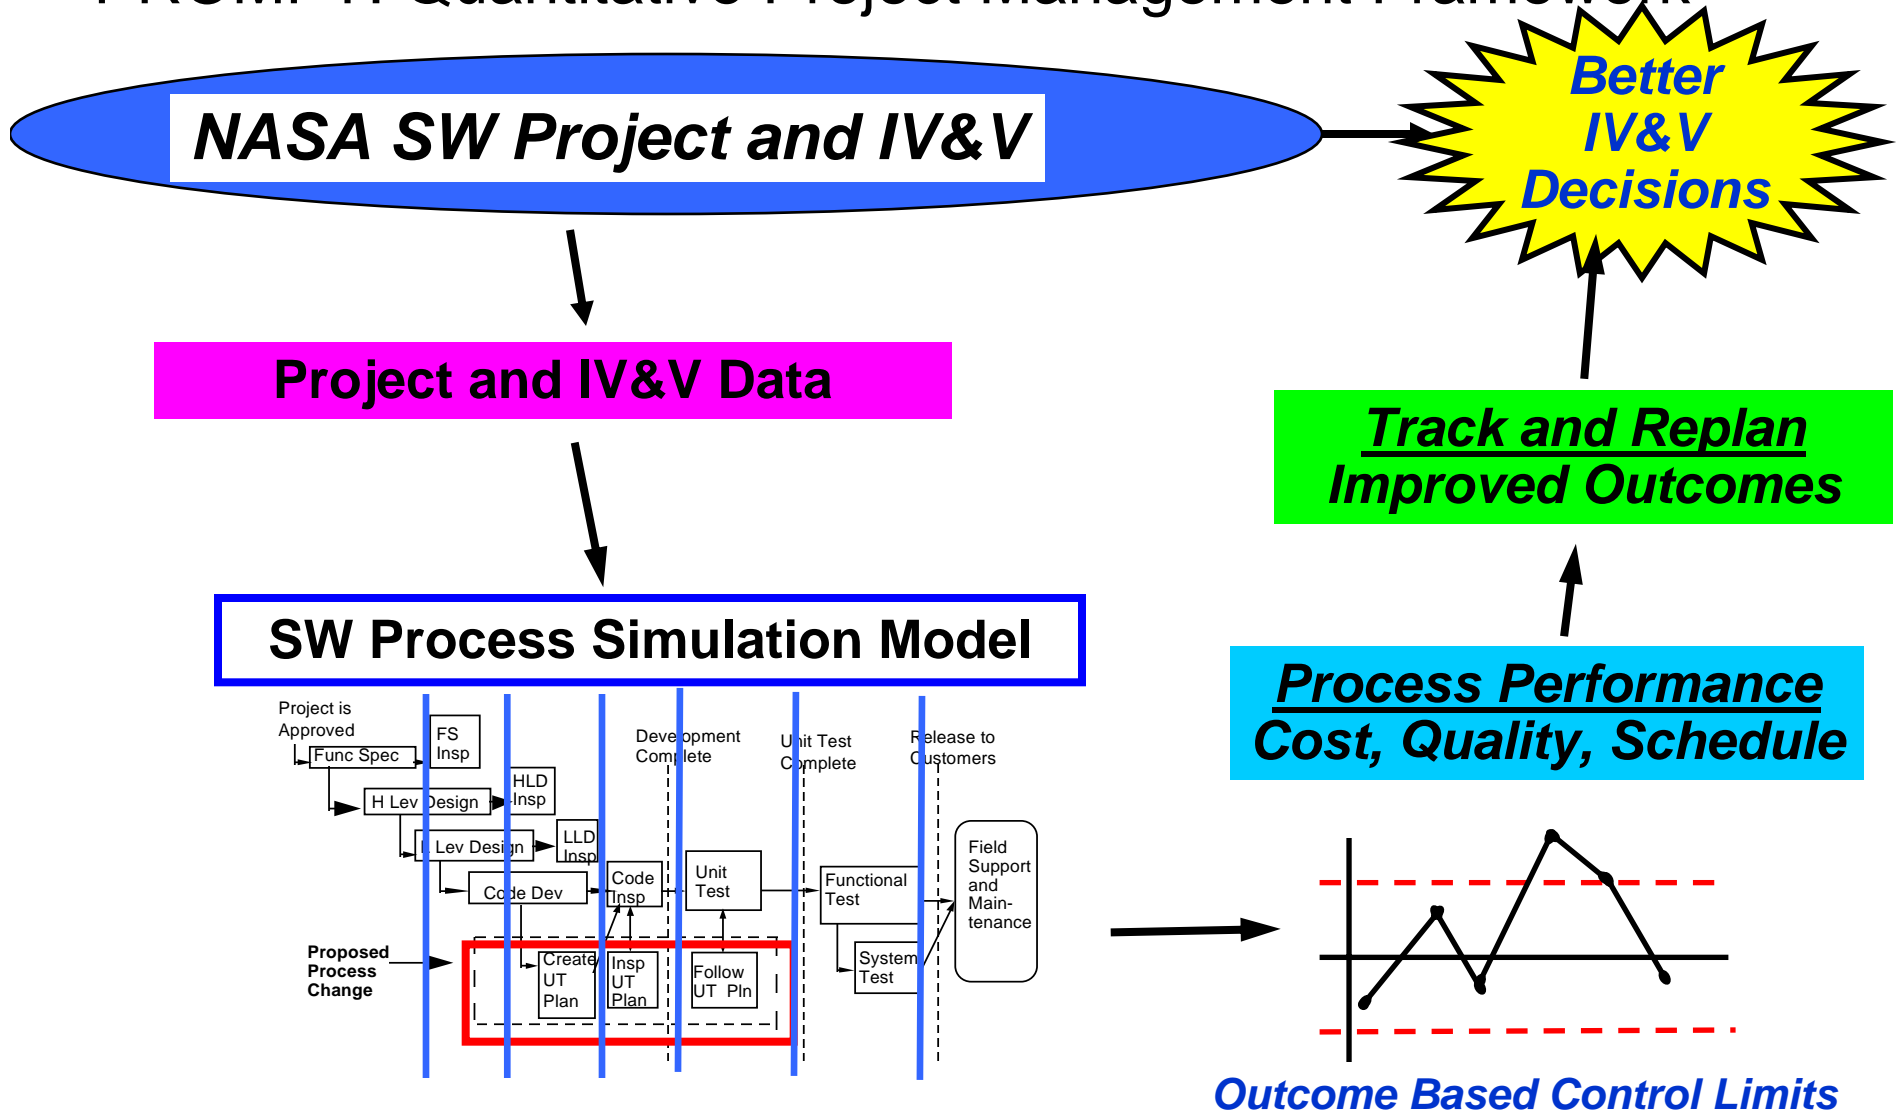 Quantitative Project Management Framework
NASA SW Project and IV&V
Better
IV&V
Decisions
Project and IV&V Data
Track and Replan
Improved Outcomes
SW Process Simulation Model
Process Performance
Cost, Quality, Schedule
Project is
Approved
FS
Insp
Func Spec
Development
Complete
Unit Test
Complete
Release to
Customers
HLD
Insp
H Lev Design
LLD
Insp
L Lev Design
Code
Insp
Code Dev
Unit
Test
Functional
Test
Field
Support
and
Main-
tenance
Proposed
Process
Change
Create
UT
Plan
Insp
UT
Plan
Follow
UT Pln
System
Test
Outcome Based Control Limits